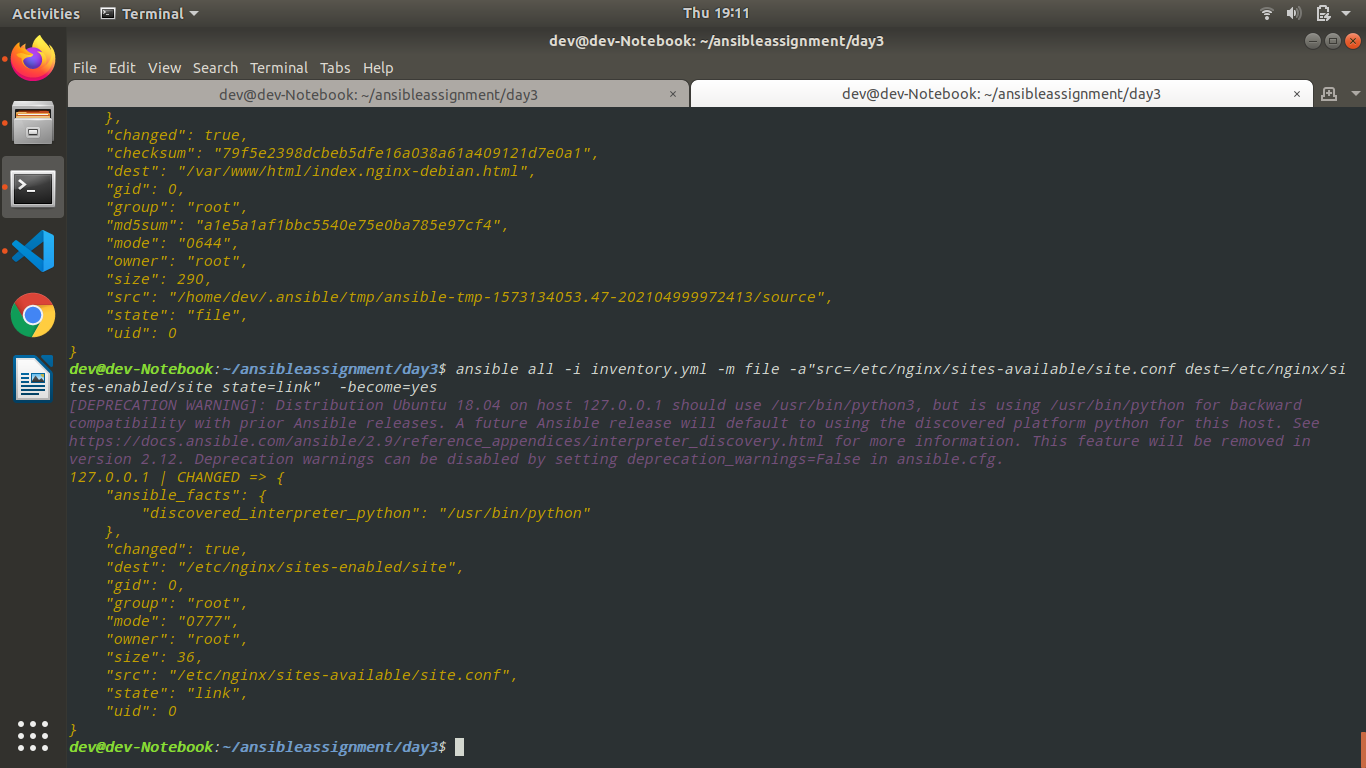 Activities Terminal Thu 19:11
dev@dev-Notebook: ~/ansibleassignment/day3
File Edit View Search Terminal Tabs Help
dev@dev-Notebook: ~/ansibleassignment/day3 × dev@dev-Notebook: ~/ansibleassignment/day3 ×
},
"changed": true,
"checksum": "79f5e2398dcbeb5dfe16a038a61a409121d7e0a1",
"dest": "/var/www/html/index.nginx-debian.html",
"gid": 0,
"group": "root",
"md5sum": "a1e5a1af1bbc5540e75e0ba785e97cf4",
"mode": "0644",
"owner": "root",
"size": 290,
"src": "/home/dev/.ansible/tmp/ansible-tmp-1573134053.47-202104999972413/source",
"state": "file",
"uid": 0
}
dev@dev-Notebook:~/ansibleassignment/day3$ ansible all -i inventory.yml -m file -a"src=/etc/nginx/sites-available/site.conf dest=/etc/nginx/si
tes-enabled/site state=link"  -become=yes
[DEPRECATION WARNING]: Distribution Ubuntu 18.04 on host 127.0.0.1 should use /usr/bin/python3, but is using /usr/bin/python for backward
compatibility with prior Ansible releases. A future Ansible release will default to using the discovered platform python for this host. See
https://docs.ansible.com/ansible/2.9/reference_appendices/interpreter_discovery.html for more information. This feature will be removed in
version 2.12. Deprecation warnings can be disabled by setting deprecation_warnings=False in ansible.cfg.
127.0.0.1 | CHANGED => {
"ansible_facts": {
"discovered_interpreter_python": "/usr/bin/python"
},
"changed": true,
"dest": "/etc/nginx/sites-enabled/site",
"gid": 0,
"group": "root",
"mode": "0777",
"owner": "root",
"size": 36,
"src": "/etc/nginx/sites-available/site.conf",
"state": "link",
"uid": 0
}
dev@dev-Notebook:~/ansibleassignment/day3$